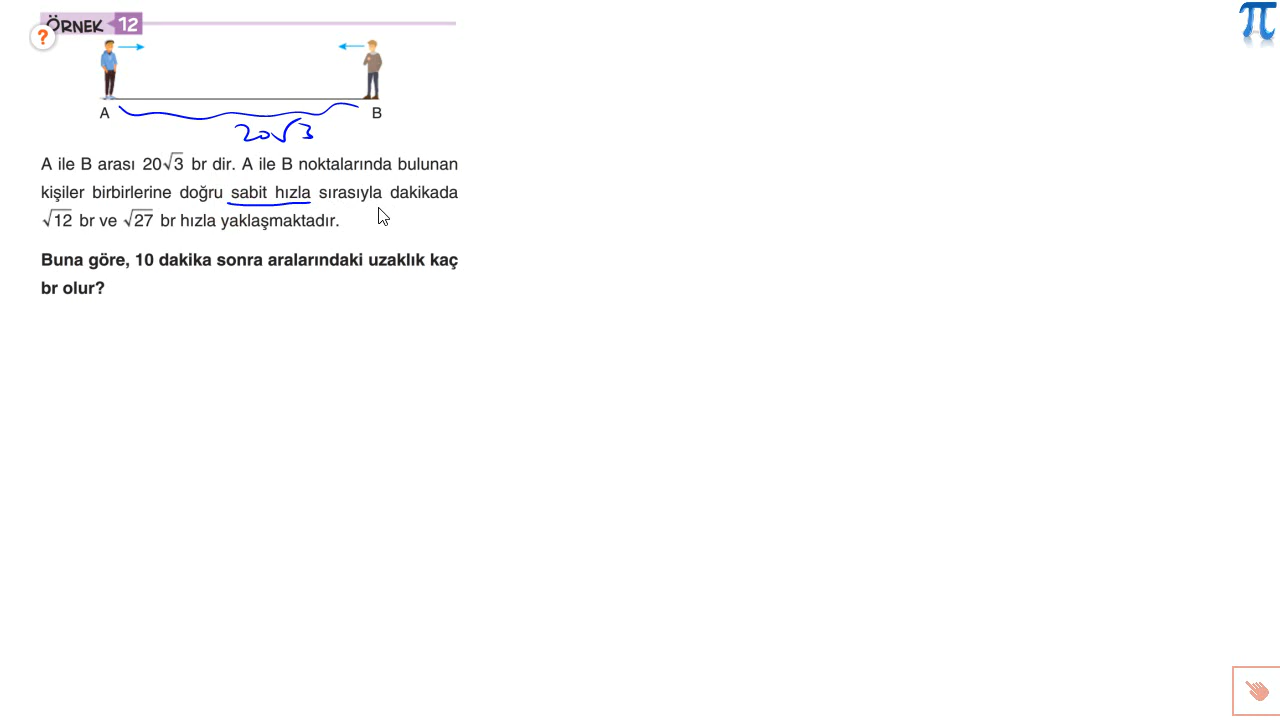 ÖRNEK 12
?
A
B
20√3
A ile B arası 20√3 br dir. A ile B noktalarında bulunan
kişiler birbirlerine doğru sabit hızla sırasıyla dakikada
√12 br ve √27 br hızla yaklaşmaktadır.
Buna göre, 10 dakika sonra aralarındaki uzaklık kaç
br olur?
π